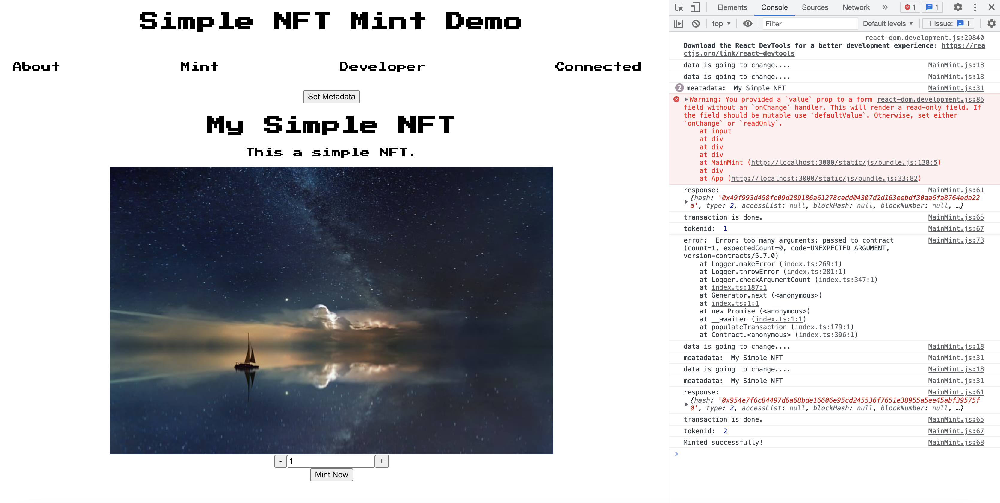 Simple NFT Mint Demo
About Mint Developer Connected
Set Metadata
My Simple NFT
This a simple NFT.
- 1 +
Mint Now
Elements Console Sources Network 1 1
top Filter Default levels 1 Issue: 1
react-dom.development.js:29840
Download the React DevTools for a better development experience: https://rea
ctjs.org/link/react-devtools
data is going to change.... MainMint.js:18
data is going to change.... MainMint.js:18
2 meatadata: My Simple NFT MainMint.js:31
Warning: You provided a `value` prop to a form react-dom.development.js:86
field without an `onChange` handler. This will render a read-only field. If
the field should be mutable use `defaultValue`. Otherwise, set either
`onChange` or `readOnly`.
at input
at div
at div
at div
at MainMint (http://localhost:3000/static/js/bundle.js:138:5)
at div
at App (http://localhost:3000/static/js/bundle.js:33:82)
response: MainMint.js:61
{hash: '0x49f993d458fc09d289186a61278cedd04307d2d163eebdf30aa6fa8764eda22
a', type: 2, accessList: null, blockHash: null, blockNumber: null, …}
transaction is done. MainMint.js:65
tokenid: 1 MainMint.js:67
error: Error: too many arguments: passed to contract MainMint.js:73
(count=1, expectedCount=0, code=UNEXPECTED_ARGUMENT,
version=contracts/5.7.0)
at Logger.makeError (index.ts:269:1)
at Logger.throwError (index.ts:281:1)
at Logger.checkArgumentCount (index.ts:347:1)
at index.ts:187:1
at Generator.next (<anonymous>)
at index.ts:1:1
at new Promise (<anonymous>)
at __awaiter (index.ts:1:1)
at populateTransaction (index.ts:179:1)
at Contract.<anonymous> (index.ts:396:1)
data is going to change.... MainMint.js:18
meatadata: My Simple NFT MainMint.js:31
data is going to change.... MainMint.js:18
meatadata: My Simple NFT MainMint.js:31
response: MainMint.js:61
{hash: '0x954e7f6c84497d6a68bde16606e95cd245536f7651e38955a5ee45abf39575f
0', type: 2, accessList: null, blockHash: null, blockNumber: null, …}
transaction is done. MainMint.js:65
tokenid: 2 MainMint.js:67
Minted successfully! MainMint.js:68